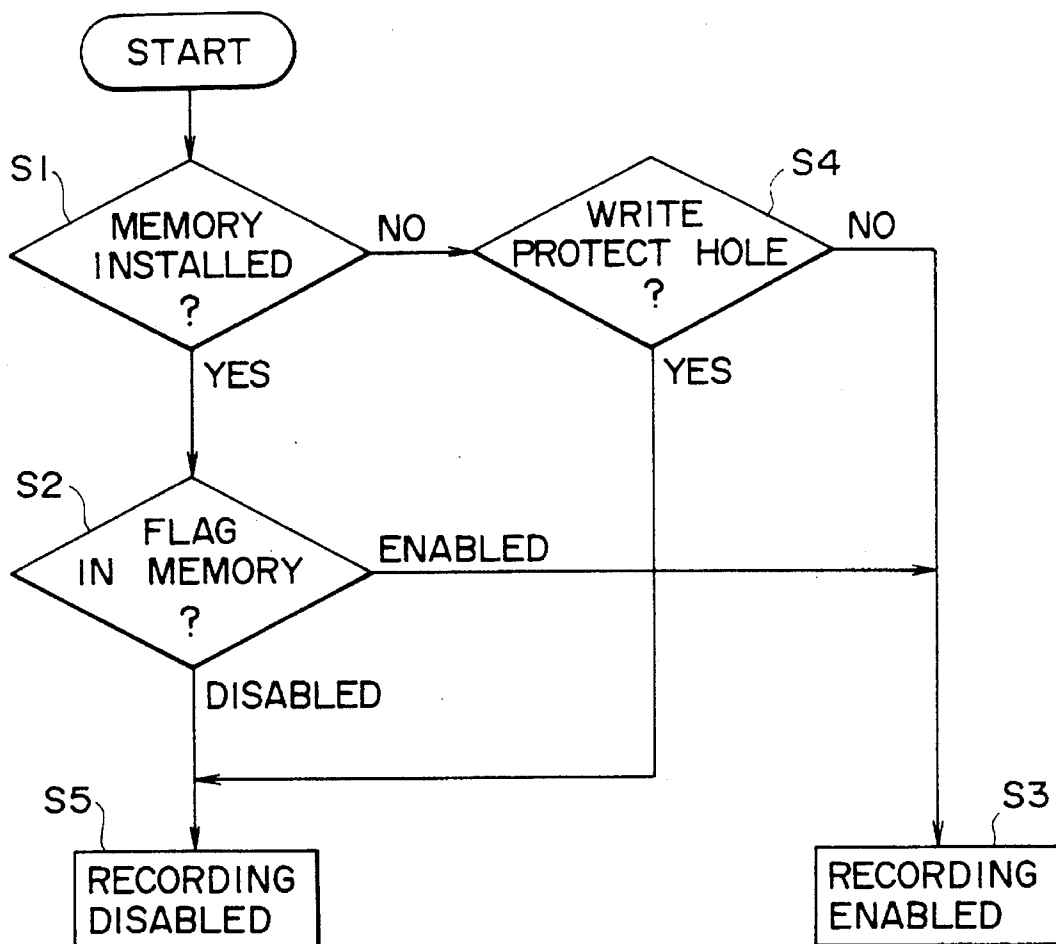 START
S1
MEMORY
INSTALLED
?
NO
YES
S4
WRITE
PROTECT HOLE
?
NO
YES
S2
FLAG
IN MEMORY
?
ENABLED
DISABLED
S5
RECORDING
DISABLED
S3
RECORDING
ENABLED